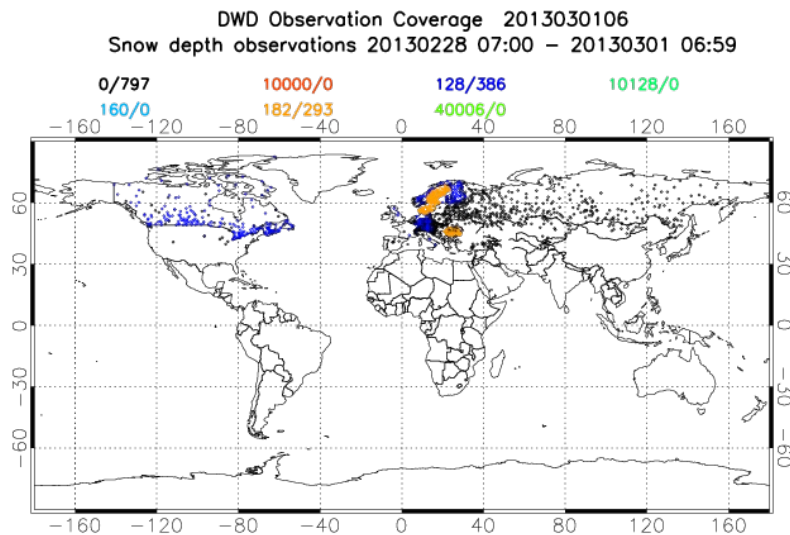 DWD Observation Coverage 2013030106
Snow depth observations 20130228 07:00 - 20130301 06:59
0/797 10000/0 128/386 10128/0
160/0 182/293 40006/0
-160 -120 -80 -40 0 40 80 120 160
60 60
30 30
0 0
-30 -30
-60 -60
-160 -120 -80 -40 0 40 80 120 160